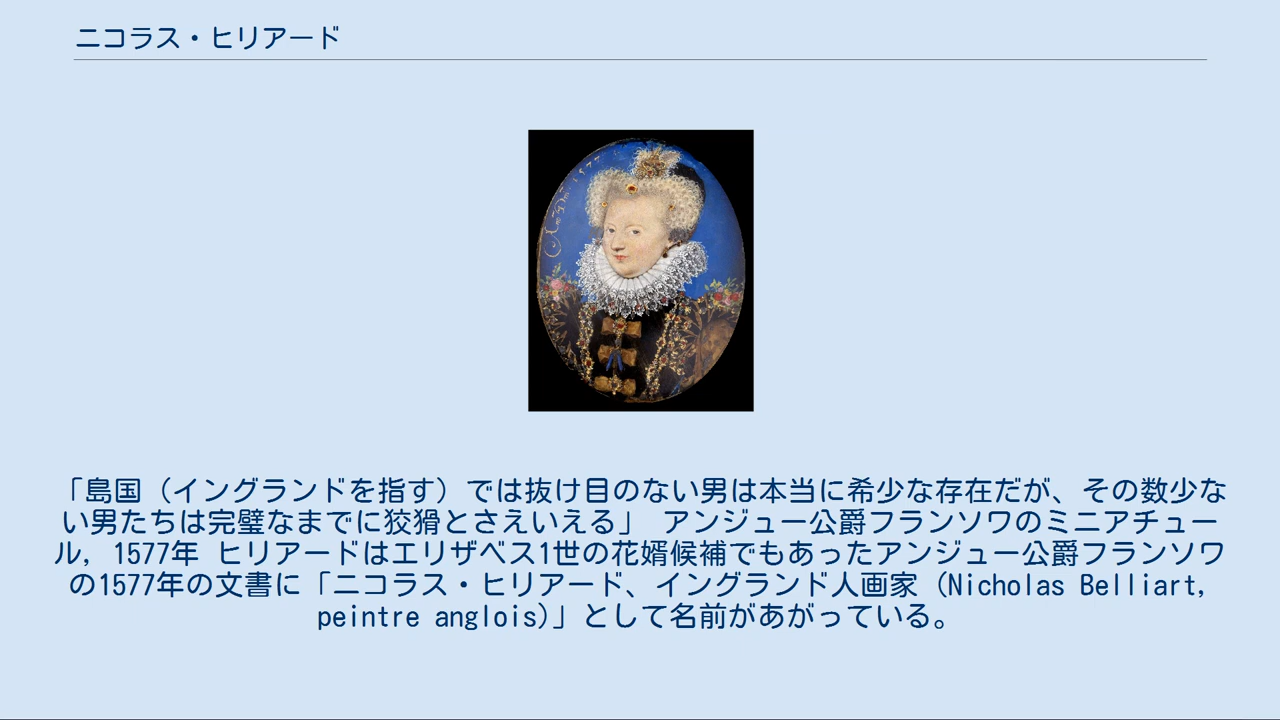 ニコラス・ヒリアード
「島国（イングランドを指す）では抜け目のない男は本当に希少な存在だが、その数少な
い男たちは完璧なまでに狡猾とさえいえる」 アンジュー公爵フランソワのミニアチュー
ル, 1577年 ヒリアードはエリザベス1世の花婿候補でもあったアンジュー公爵フランソワ
の1577年の文書に「ニコラス・ヒリアード、イングランド人画家 (Nicholas Belliart,
peintre anglois)」として名前があがっている。